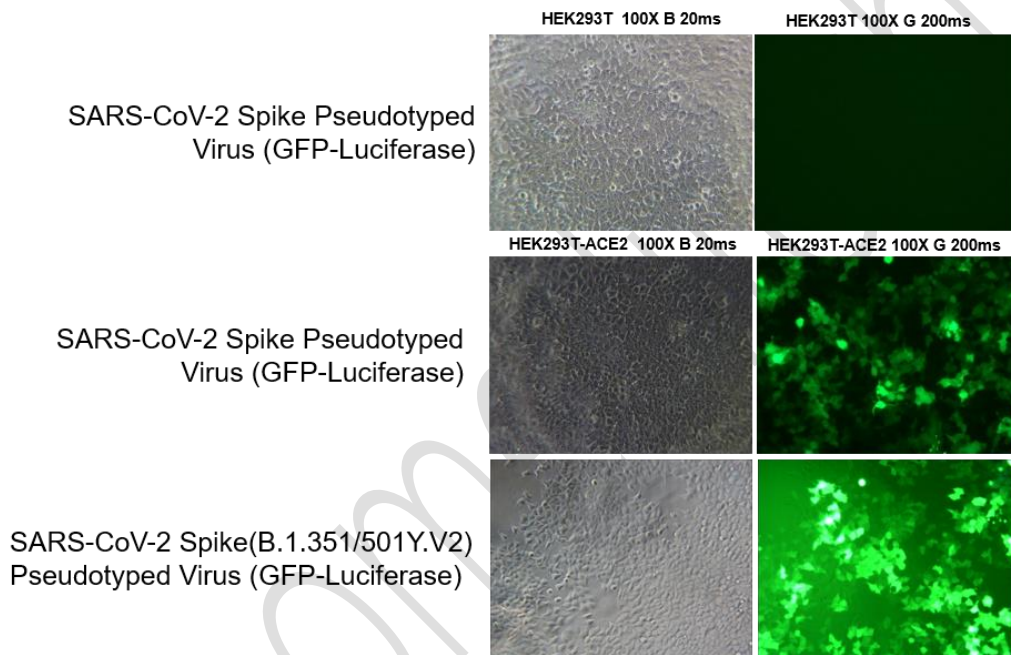 HEK293T 100X B 20ms
HEK293T 100X G 200ms
SARS-CoV-2 Spike Pseudotyped
Virus (GFP-Luciferase)
HEK293T-ACE2 100X B 20ms
HEK293T-ACE2 100X G 200ms
SARS-CoV-2 Spike Pseudotyped
Virus (GFP-Luciferase)
SARS-CoV-2 Spike(B.1.351/501Y.V2)
Pseudotyped Virus (GFP-Luciferase)